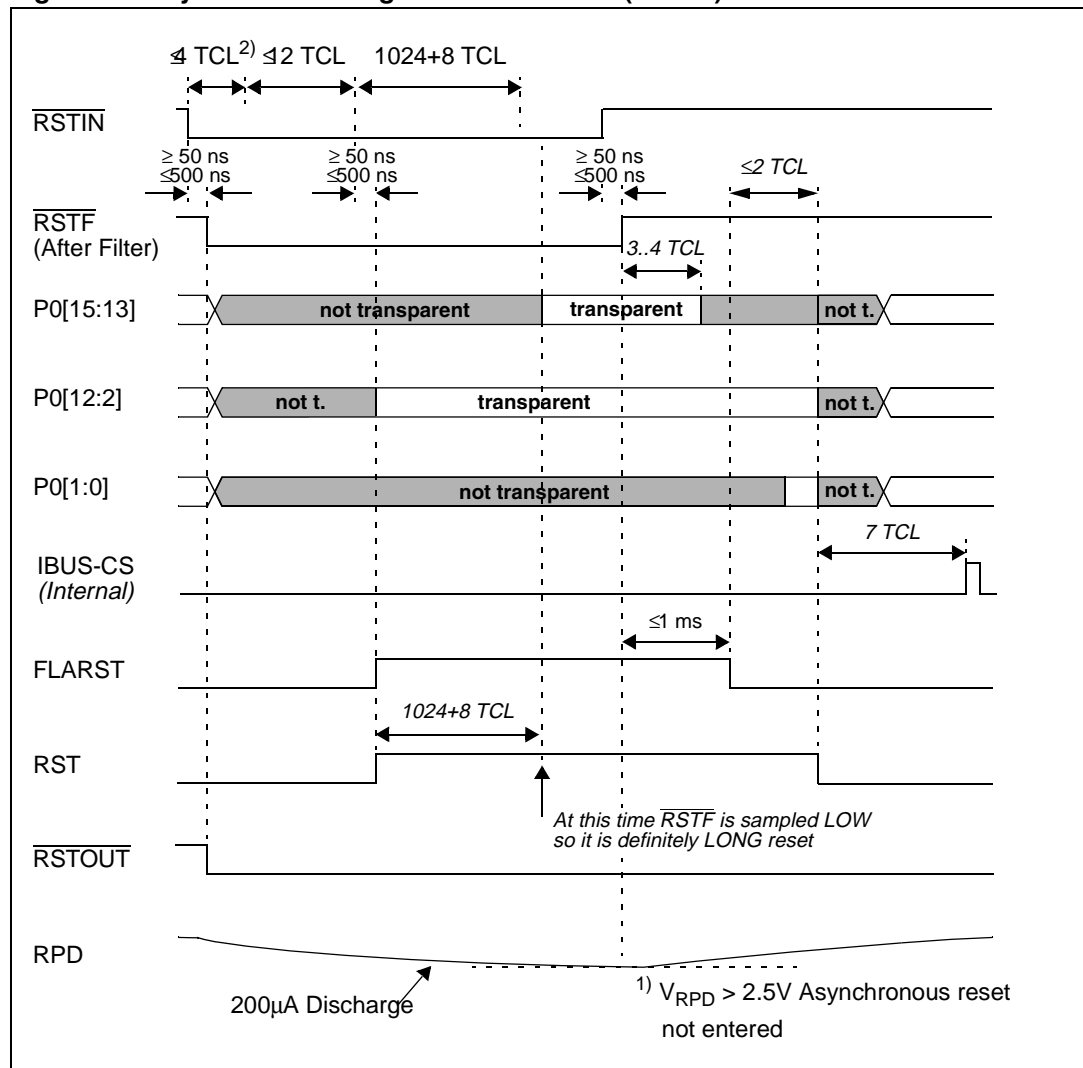 ≤4 TCL2) ≤12 TCL 1024+8 TCL
RSTIN
≥ 50 ns ≥ 50 ns ≥ 50 ns
≤500 ns ≤500 ns ≤500 ns
≤2 TCL
RSTF
(After Filter)
3..4 TCL
P0[15:13] not transparent transparent not t.
P0[12:2] not t. transparent not t.
P0[1:0] not transparent not t.
7 TCL
IBUS-CS
(Internal)
≤1 ms
FLARST
1024+8 TCL
RST
At this time RSTF is sampled LOW
so it is definitely LONG reset
RSTOUT
RPD
200μA Discharge
1) VRPD > 2.5V Asynchronous reset
not entered